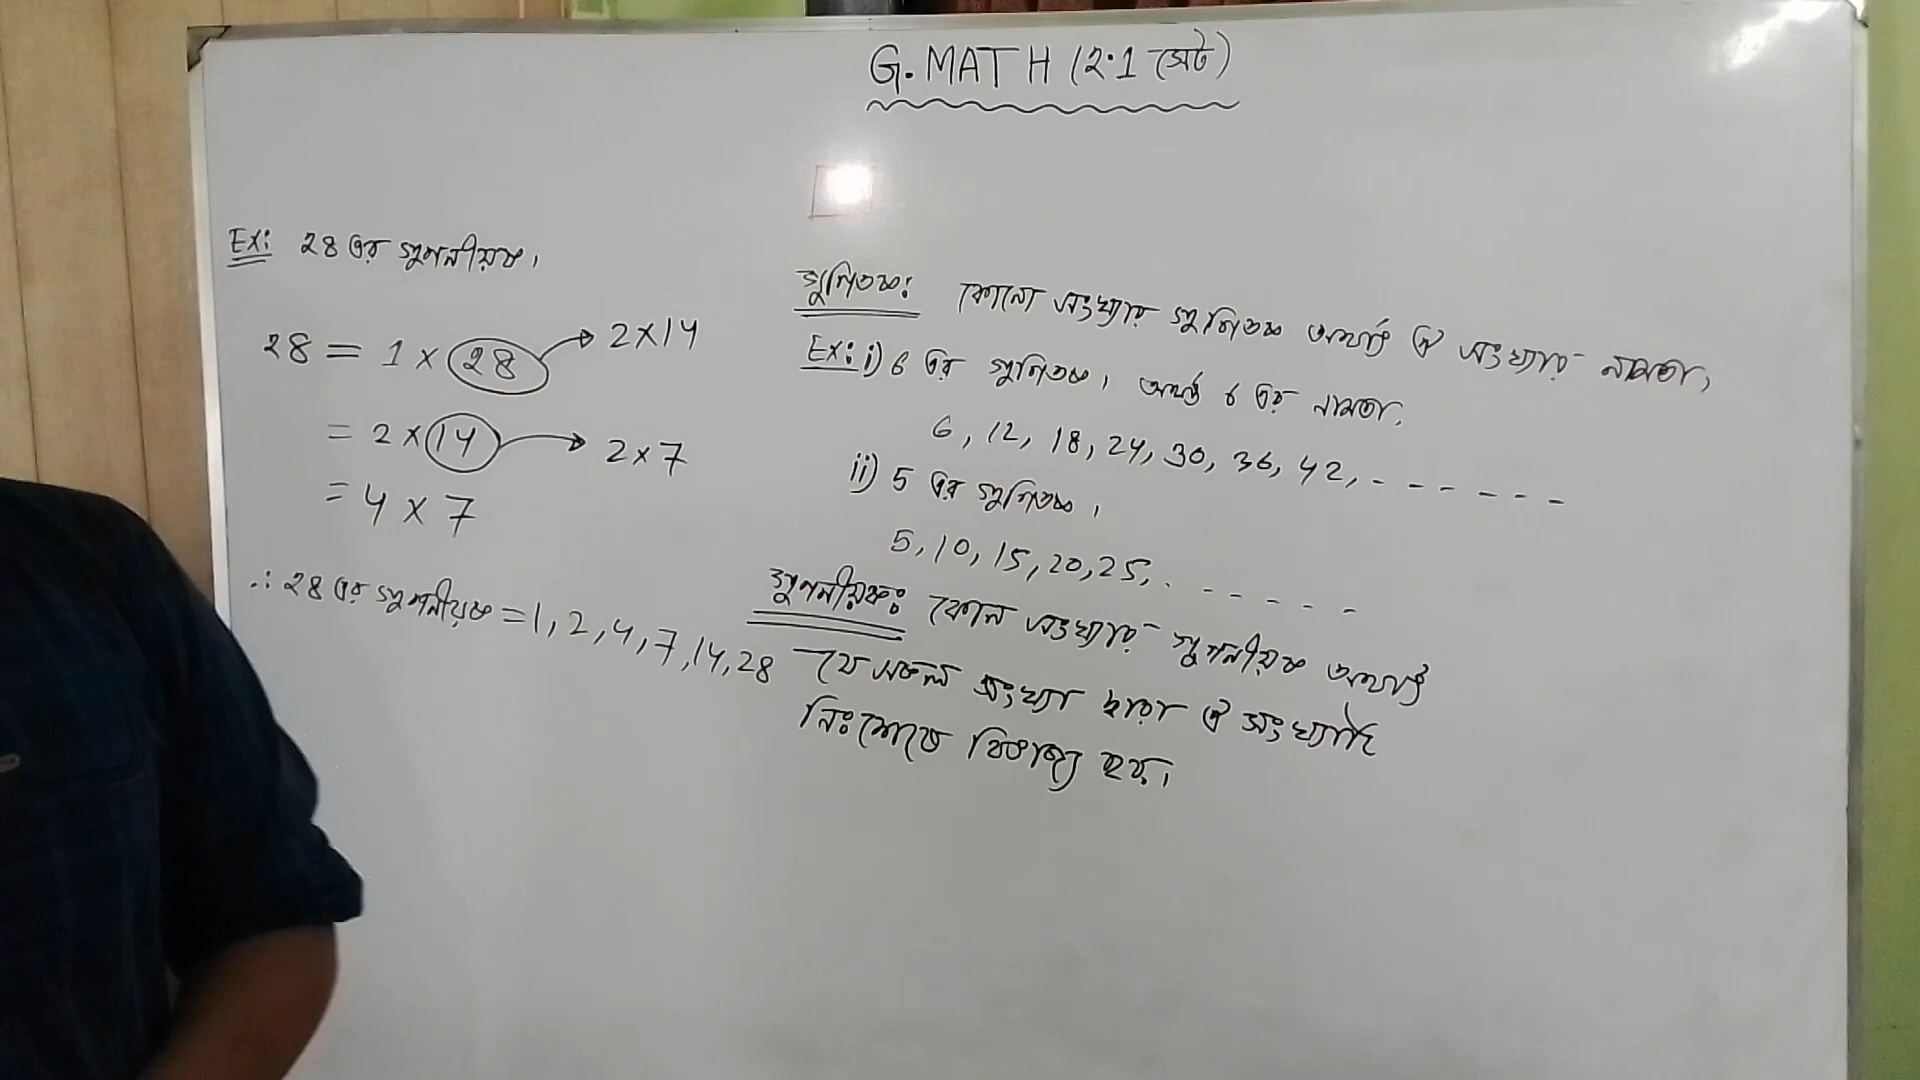 G. MATH (2.1 সেট)
Ex: 28 এর গুণনীয়ক।
28 = 1 × 28 → 2×14
= 2 × 14 → 2×7
= 4 × 7
∴ 28 এর গুণনীয়ক = 1, 2, 4, 7, 14, 28
গুণিতকঃ কোনো সংখ্যার গুণিতক অর্থাৎ ঐ সংখ্যার নামতা,
Ex: i) 6 এর গুণিতক, অর্থাৎ ৬ এর নামতা,
6, 12, 18, 24, 30, 36, 42, - - - - - - -
ii) 5 এর গুণিতক,
5, 10, 15, 20, 25, . - - - - -
গুণনীয়কঃ কোন সংখ্যার গুণনীয়ক অর্থাৎ
যে সকল সংখ্যা দ্বারা ঐ সংখ্যাটি
নিঃশেষে বিভাজ্য হয়।